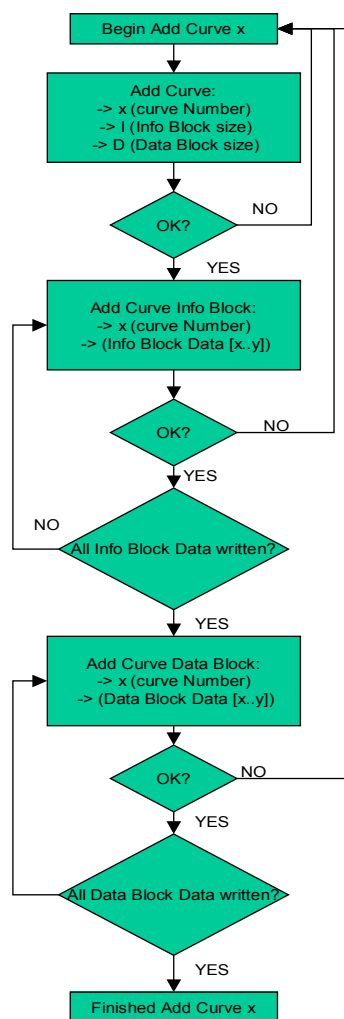 Begin Add Curve x
Add Curve:
-> x (curve Number)
-> I (Info Block size)
-> D (Data Block size)
OK?
NO
YES
Add Curve Info Block:
-> x (curve Number)
-> (Info Block Data [x..y])
OK?
NO
YES
NO
All Info Block Data written?
YES
Add Curve Data Block:
-> x (curve Number)
-> (Data Block Data [x..y])
OK?
NO
YES
All Data Block Data written?
YES
Finished Add Curve x